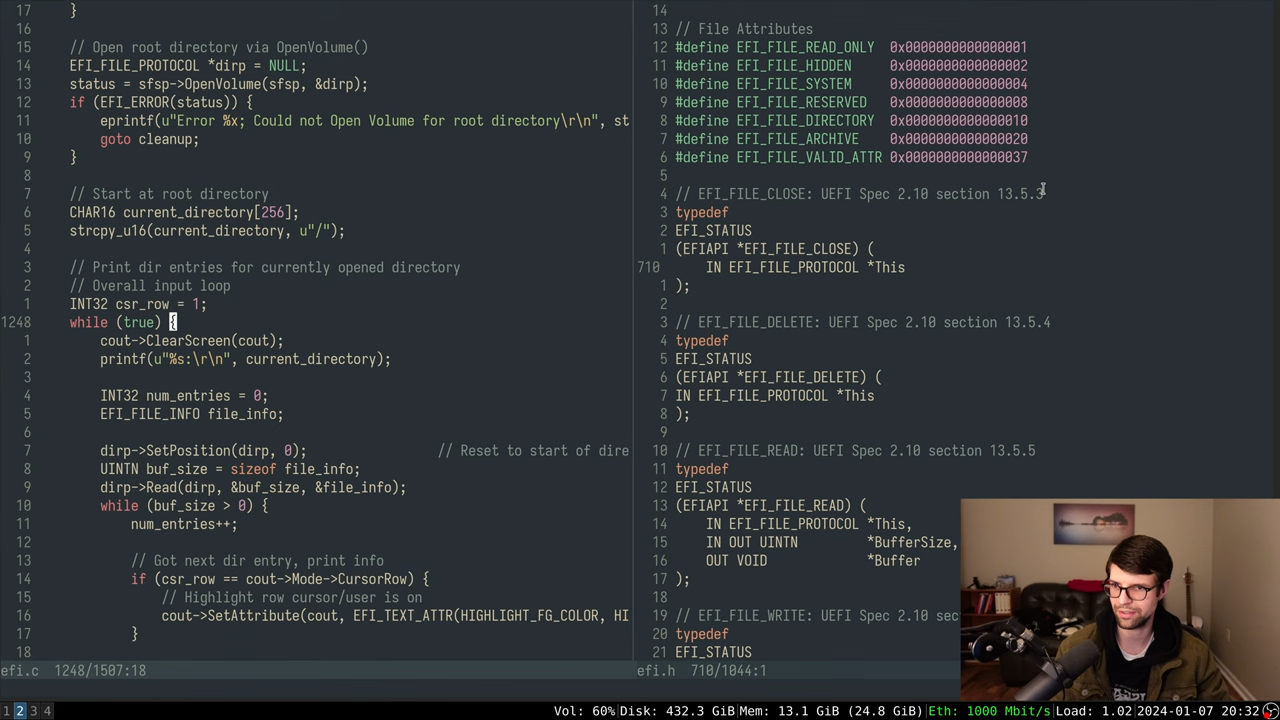 17 }
16
15 // Open root directory via OpenVolume()
14 EFI_FILE_PROTOCOL *dirp = NULL;
13 status = sfsp->OpenVolume(sfsp, &dirp);
12 if (EFI_ERROR(status)) {
11 eprintf(u"Error %x; Could not Open Volume for root directory\r\n", st
10 goto cleanup;
9 }
8
7 // Start at root directory
6 CHAR16 current_directory[256];
5 strcpy_u16(current_directory, u"/");
4
3 // Print dir entries for currently opened directory
2 // Overall input loop
1 INT32 csr_row = 1;
1248 while (true) {
1 cout->ClearScreen(cout);
2 printf(u"%s:\r\n", current_directory);
3
4 INT32 num_entries = 0;
5 EFI_FILE_INFO file_info;
6
7 dirp->SetPosition(dirp, 0); // Reset to start of dire
8 UINTN buf_size = sizeof file_info;
9 dirp->Read(dirp, &buf_size, &file_info);
10 while (buf_size > 0) {
11 num_entries++;
12
13 // Got next dir entry, print info
14 if (csr_row == cout->Mode->CursorRow) {
15 // Highlight row cursor/user is on
16 cout->SetAttribute(cout, EFI_TEXT_ATTR(HIGHLIGHT_FG_COLOR, HI
17 }
18
efi.c 1248/1507:18
14
13 // File Attributes
12 #define EFI_FILE_READ_ONLY 0x0000000000000001
11 #define EFI_FILE_HIDDEN 0x0000000000000002
10 #define EFI_FILE_SYSTEM 0x0000000000000004
9 #define EFI_FILE_RESERVED 0x0000000000000008
8 #define EFI_FILE_DIRECTORY 0x0000000000000010
7 #define EFI_FILE_ARCHIVE 0x0000000000000020
6 #define EFI_FILE_VALID_ATTR 0x0000000000000037
5
4 // EFI_FILE_CLOSE: UEFI Spec 2.10 section 13.5.3
3 typedef
2 EFI_STATUS
1 (EFIAPI *EFI_FILE_CLOSE) (
710 IN EFI_FILE_PROTOCOL *This
1 );
2
3 // EFI_FILE_DELETE: UEFI Spec 2.10 section 13.5.4
4 typedef
5 EFI_STATUS
6 (EFIAPI *EFI_FILE_DELETE) (
7 IN EFI_FILE_PROTOCOL *This
8 );
9
10 // EFI_FILE_READ: UEFI Spec 2.10 section 13.5.5
11 typedef
12 EFI_STATUS
13 (EFIAPI *EFI_FILE_READ) (
14 IN EFI_FILE_PROTOCOL *This,
15 IN OUT UINTN *BufferSize,
16 OUT VOID *Buffer
17 );
18
19 // EFI_FILE_WRITE: UEFI Spec 2.10 sec
20 typedef
21 EFI_STATUS
efi.h 710/1044:1
1 2 3 4 Vol: 60%|Disk: 432.3 GiB|Mem: 13.1 GiB (24.8 GiB)|Eth: 1000 Mbit/s|Load: 1.02|2024-01-07 20:32